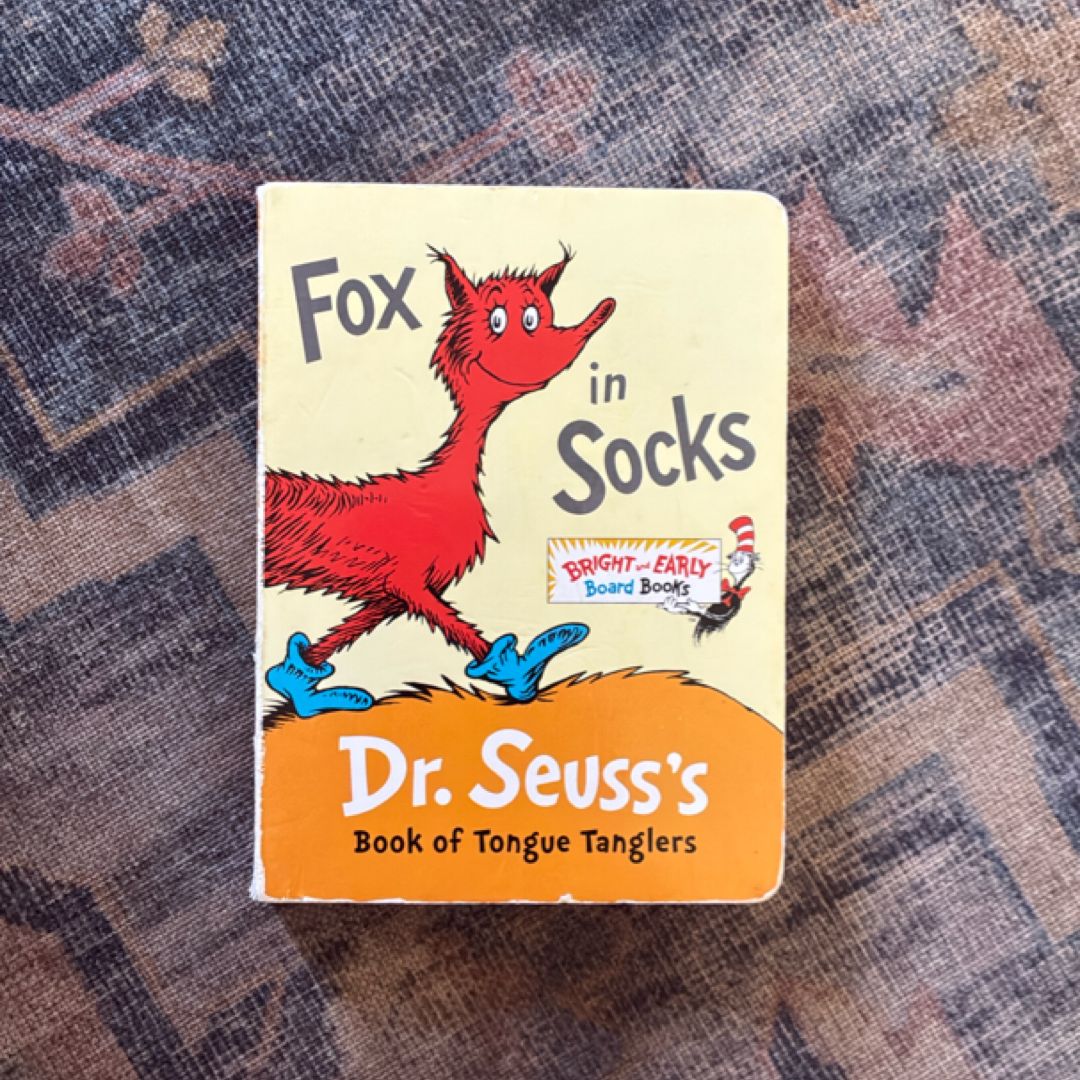 Fox
in
Socks
BRIGHT and EARLY
Board Books
Dr. Seuss's
Book of Tongue Tanglers